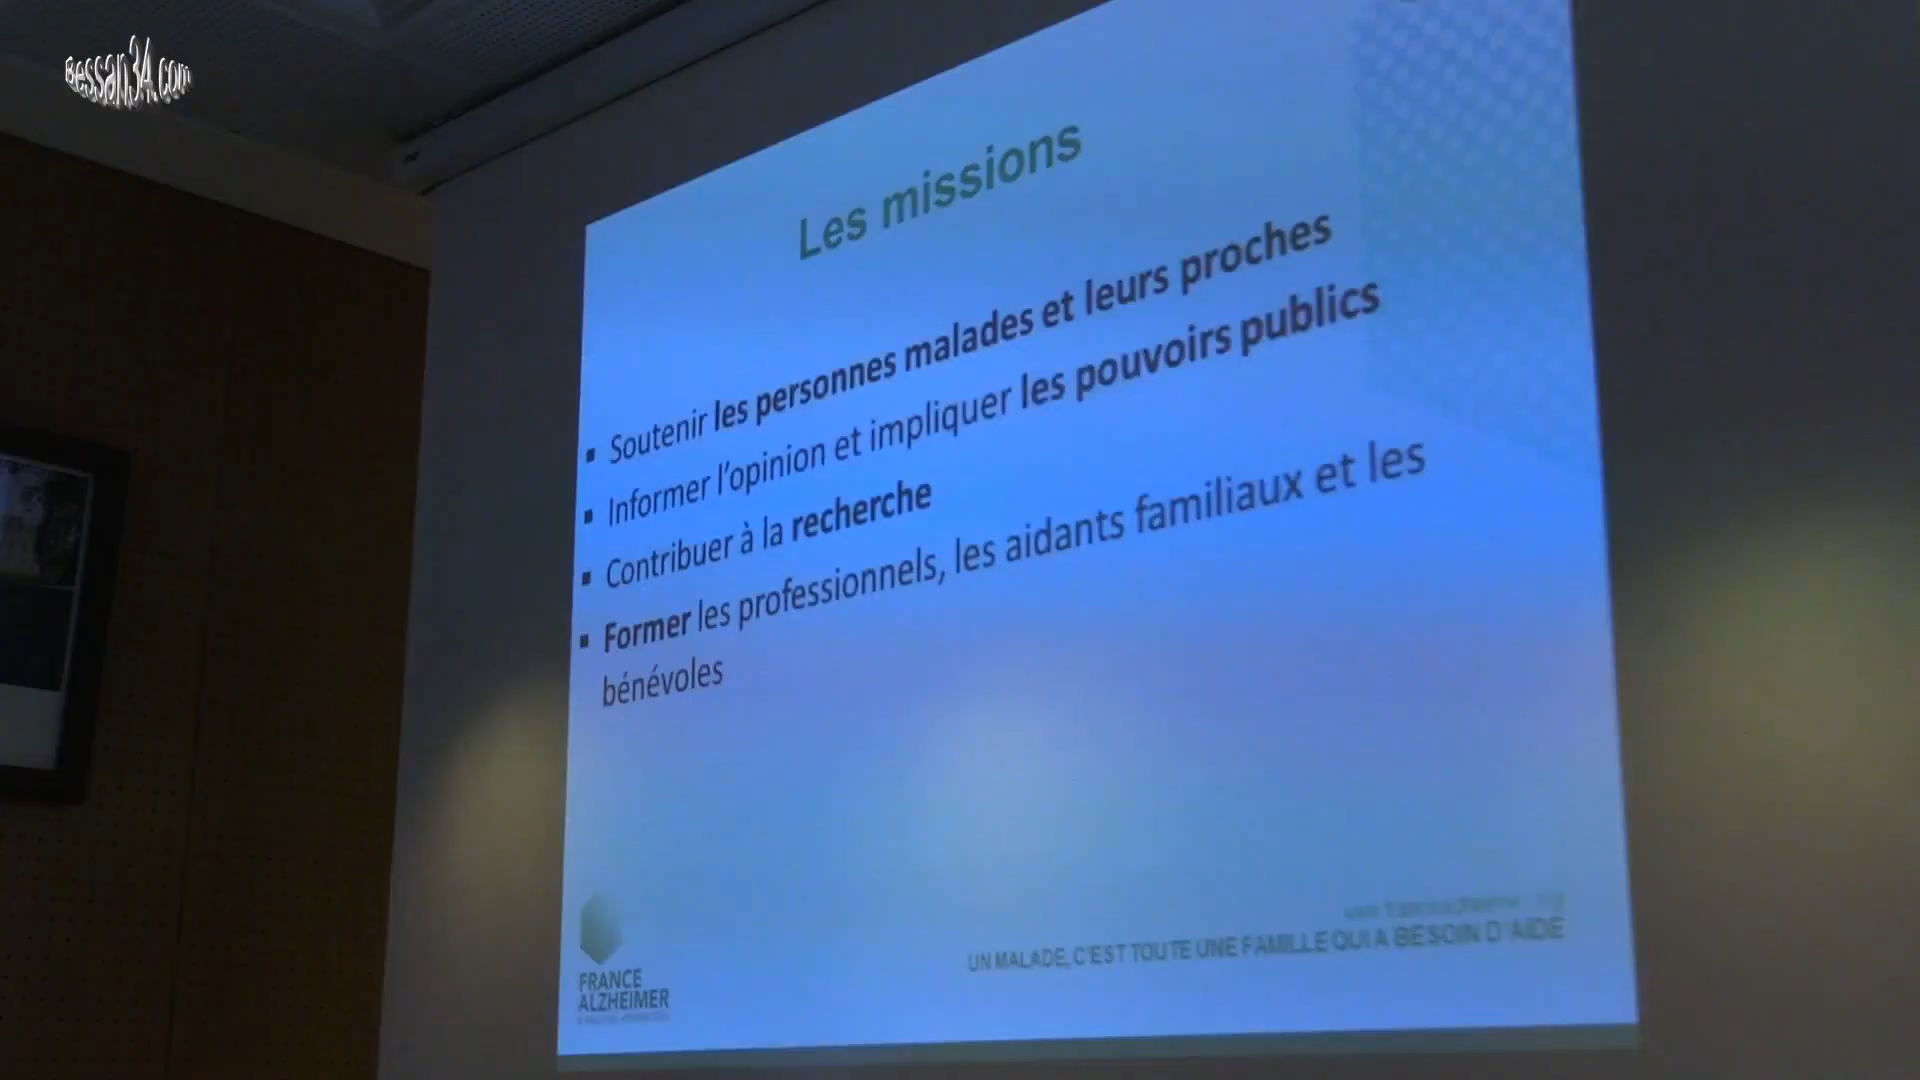 Bessan34.com
Les missions
▪ Soutenir les personnes malades et leurs proches
▪ Informer l'opinion et impliquer les pouvoirs publics
▪ Contribuer à la recherche
▪ Former les professionnels, les aidants familiaux et les
bénévoles
UN MALADE, C'EST TOUTE UNE FAMILLE QUI A BESOIN D'AIDE
FRANCE
ALZHEIMER